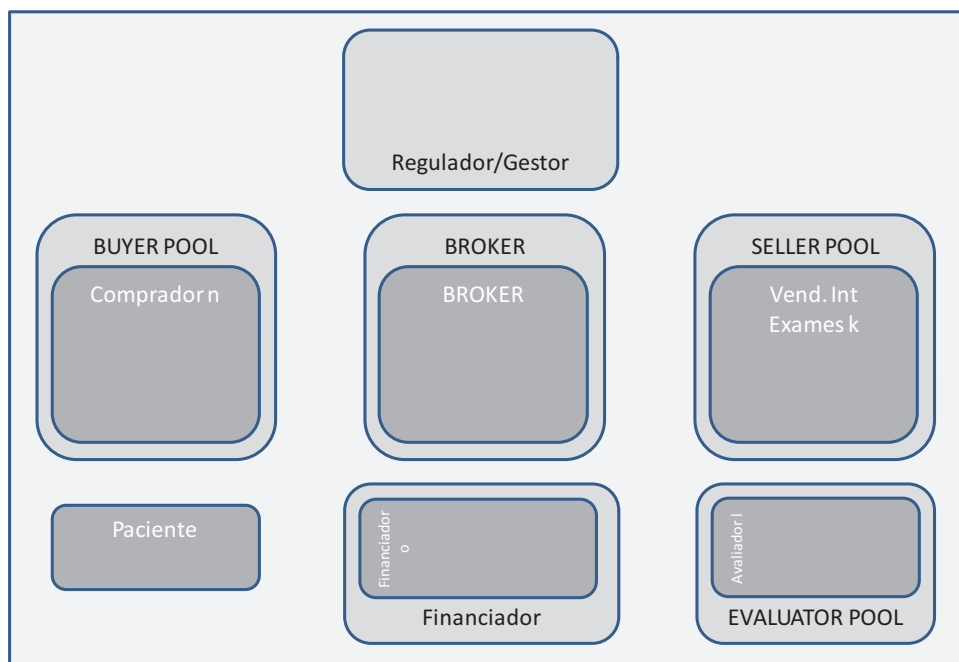 Regulador/Gestor
BUYER POOL
Comprador n
BROKER
BROKER
SELLER POOL
Vend. Int
Exames k
Paciente
Financiador
o
Financiador
Avaliador l
EVALUATOR POOL